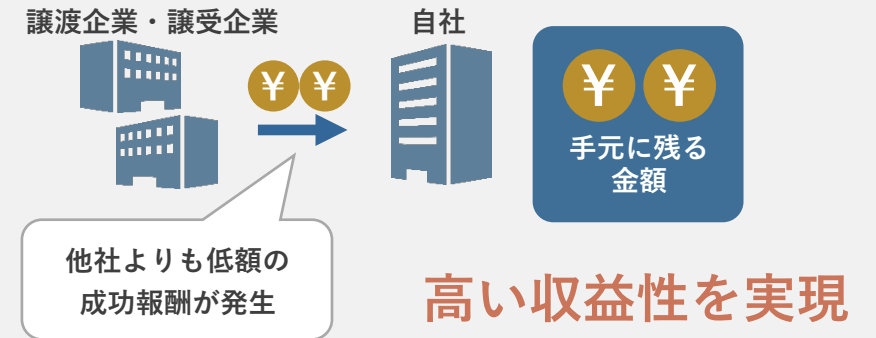 譲渡企業・譲受企業
自社
¥ ¥
¥ ¥
手元に残る
金額
他社よりも低額の
成功報酬が発生
高い収益性を実現